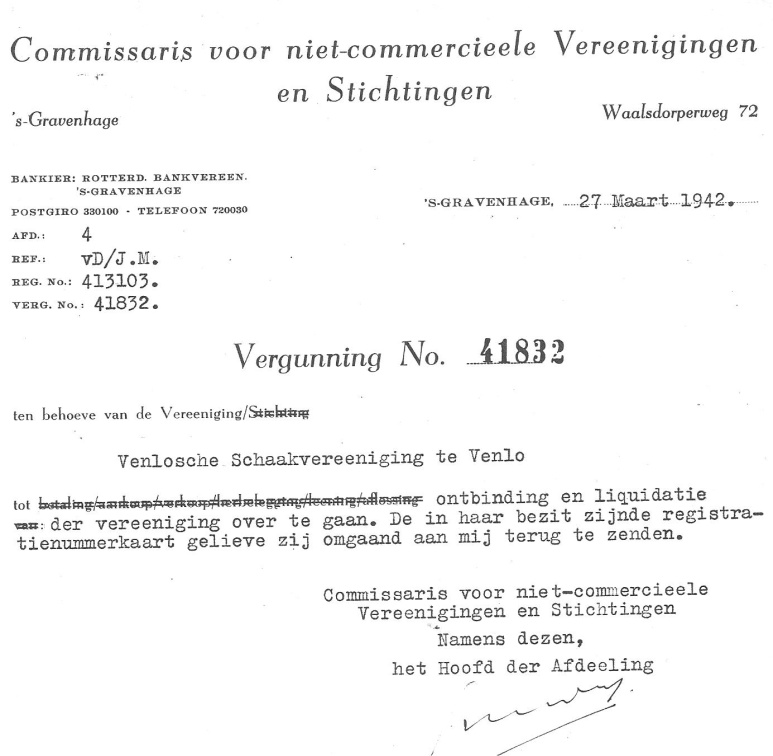 Commissaris voor niet-commercieele Vereenigingen
en Stichtingen
's-Gravenhage
Waalsdorperweg 72
BANKIER: ROTTERD. BANKVEREEN.
'S-GRAVENHAGE
POSTGIRO 330100 - TELEFOON 720030
'S-GRAVENHAGE, 27 Maart 1942.
AFD.: 4
REF.: vD/J.M.
REG. No.: 413103.
VERG. No.: 41832.
Vergunning No. 41832
ten behoeve van de Vereeniging/Stichting
Venlosche Schaakvereeniging te Venlo
tot betaling/aankoop/verkoop/herbelegging/leening/aflossing ontbinding en liquidatie
van: der vereeniging over te gaan. De in haar bezit zijnde registra-
tienummerkaart gelieve zij omgaand aan mij terug te zenden.
Commissaris voor niet-commercieele
Vereenigingen en Stichtingen
Namens dezen,
het Hoofd der Afdeeling